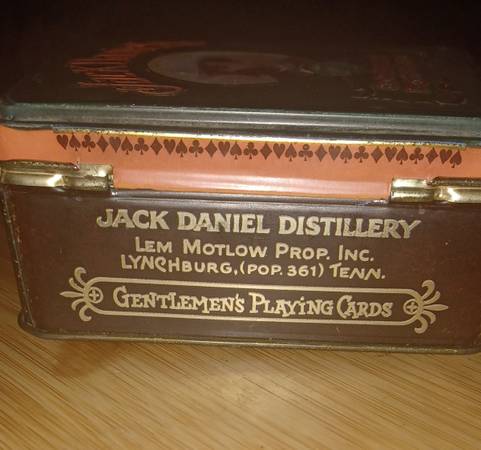 JACK DANIEL DISTILLERY
LEM MOTLOW PROP. INC.
LYNCHBURG, (POP. 361) TENN.
GENTLEMEN'S PLAYING CARDS